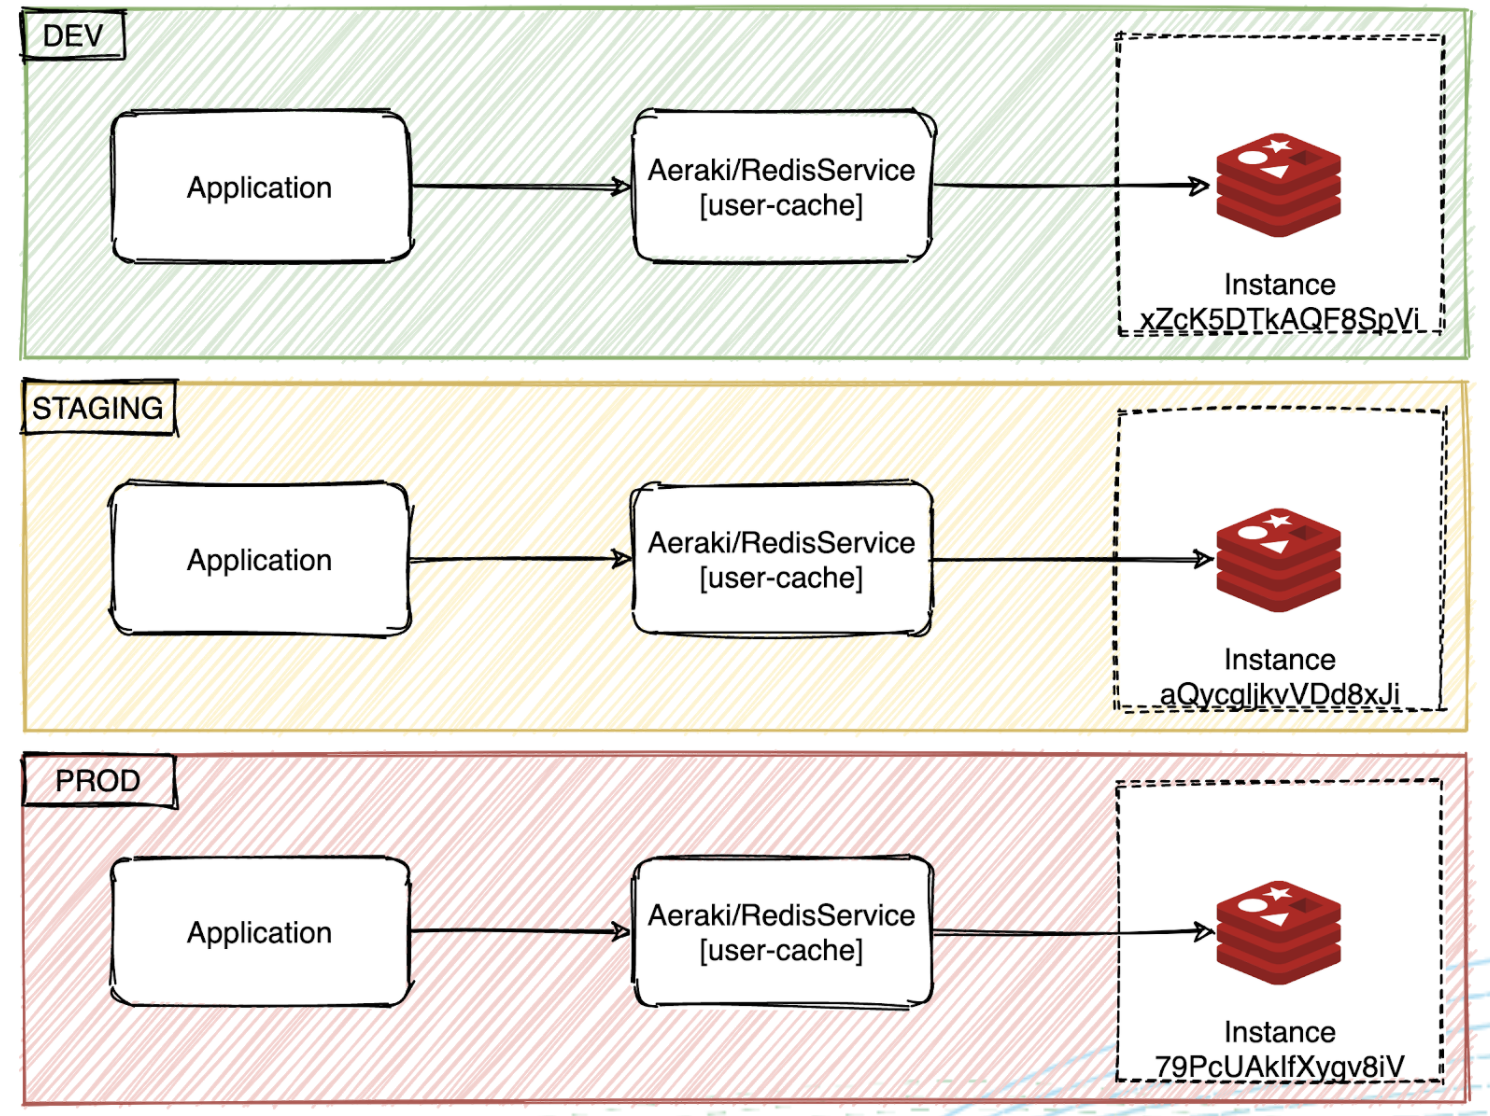 DEV
Application
Aeraki/RedisService
[user-cache]
Instance
xZcK5DTkAQF8SpVi
STAGING
Application
Aeraki/RedisService
[user-cache]
Instance
aQycgljkvVDd8xJi
PROD
Application
Aeraki/RedisService
[user-cache]
Instance
79PcUAklfXygv8iV